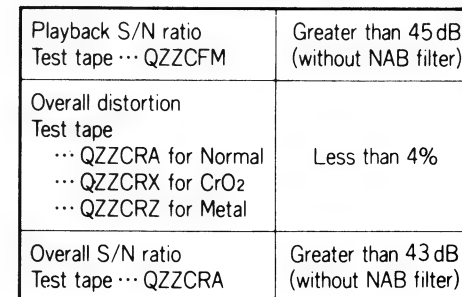 Playback S/N ratio
Test tape ··· QZZCFM
Greater than 45 dB
(without NAB filter)
Overall distortion
Test tape
··· QZZCRA for Normal
··· QZZCRX for CrO2
··· QZZCRZ for Metal
Less than 4%
Overall S/N ratio
Test tape ··· QZZCRA
Greater than 43 dB
(without NAB filter)